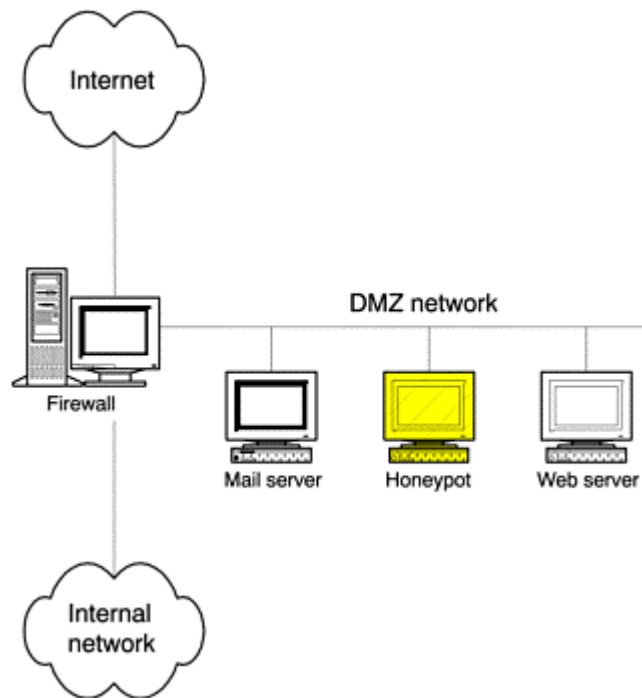 Internet
DMZ network
Firewall
Mail server
Honeypot
Web server
Internal
network